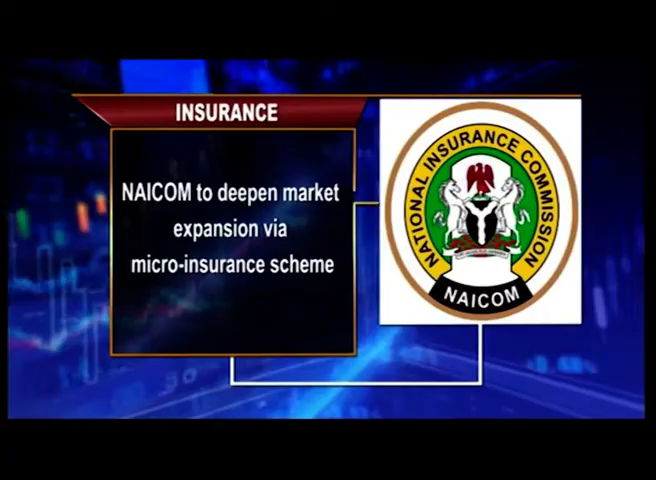 INSURANCE
NAICOM to deepen market
expansion via
micro-insurance scheme
NATIONAL INSURANCE COMMISSION
NAICOM